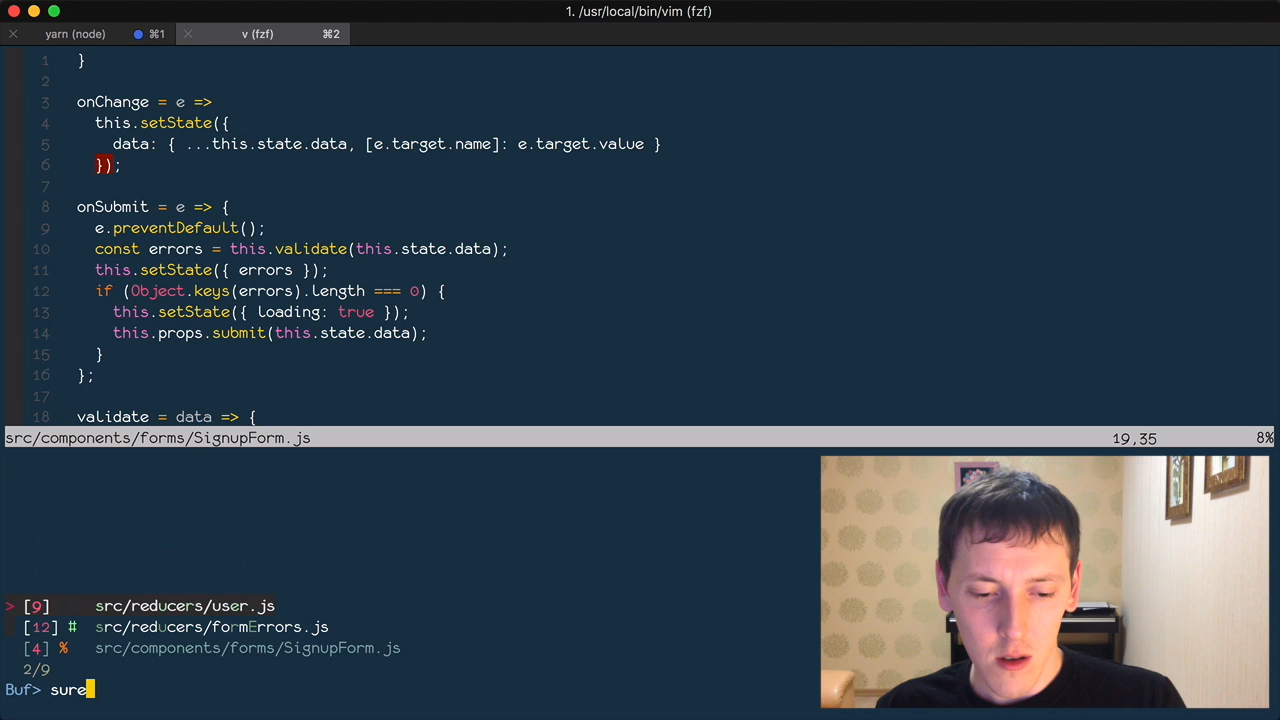 1. /usr/local/bin/vim (fzf)
yarn (node) ⌘1 v (fzf) ⌘2
1 }
2
3 onChange = e =>
4 this.setState({
5 data: { ...this.state.data, [e.target.name]: e.target.value }
6 });
7
8 onSubmit = e => {
9 e.preventDefault();
10 const errors = this.validate(this.state.data);
11 this.setState({ errors });
12 if (Object.keys(errors).length === 0) {
13 this.setState({ loading: true });
14 this.props.submit(this.state.data);
15 }
16 };
17
18 validate = data => {
src/components/forms/SignupForm.js 19,35 8%
> [9] src/reducers/user.js
[12] # src/reducers/formErrors.js
[4] % src/components/forms/SignupForm.js
2/9
Buf> sure